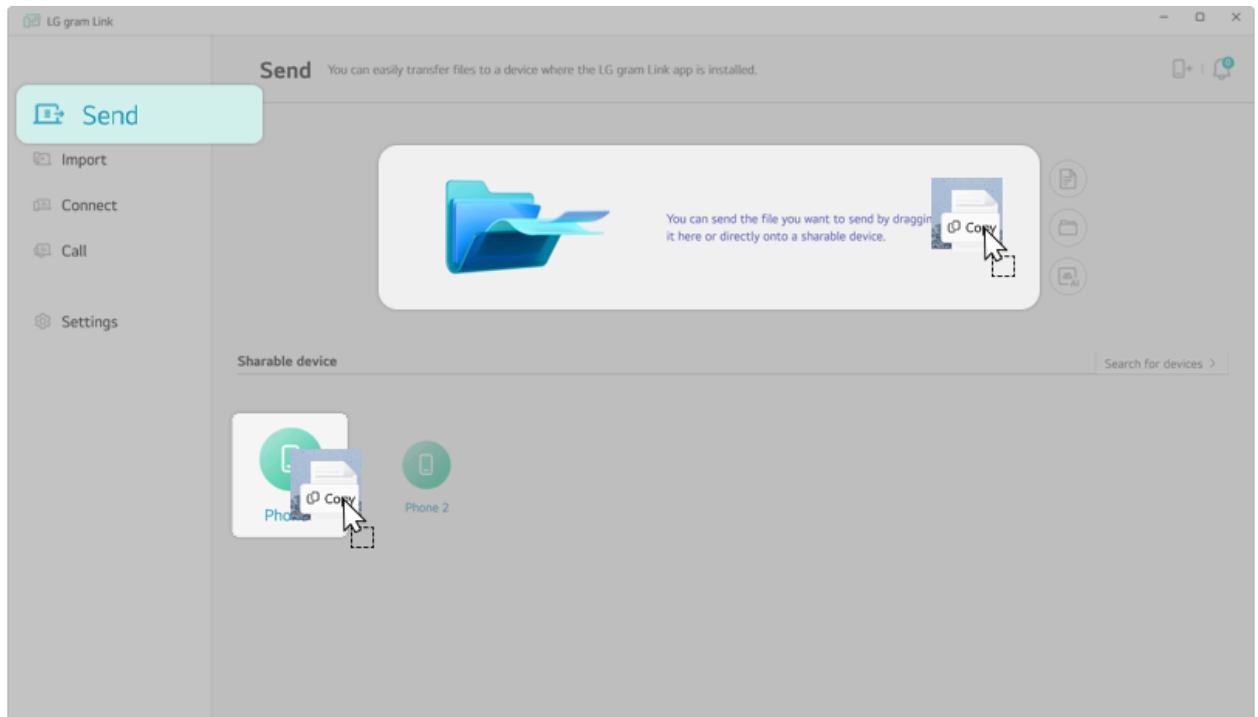 LG gram Link
Send You can easily transfer files to a device where the LG gram Link app is installed.
Send
Import
Connect
Call
Settings
You can send the file you want to send by
it here or directly onto a sharable device.
Copy
AI
Sharable device
Search for devices >
Copy
Phone 2